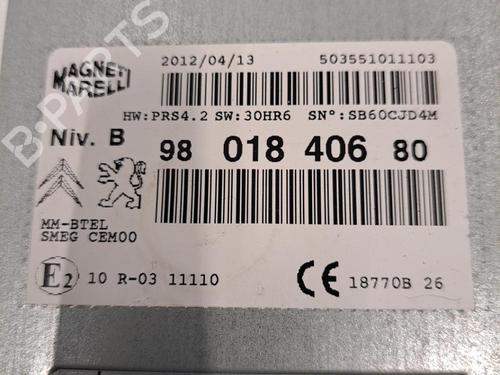 MAGNETI MARELLI
2012/04/13 503551011103
HW:PRS4.2 SW:30HR6 SN°:SB60CJD4M
Niv. B 98 018 406 80
MM-BTEL
SMEG CEM00
E2 10 R-03 11110 CE 18770B 26
B-PARTS